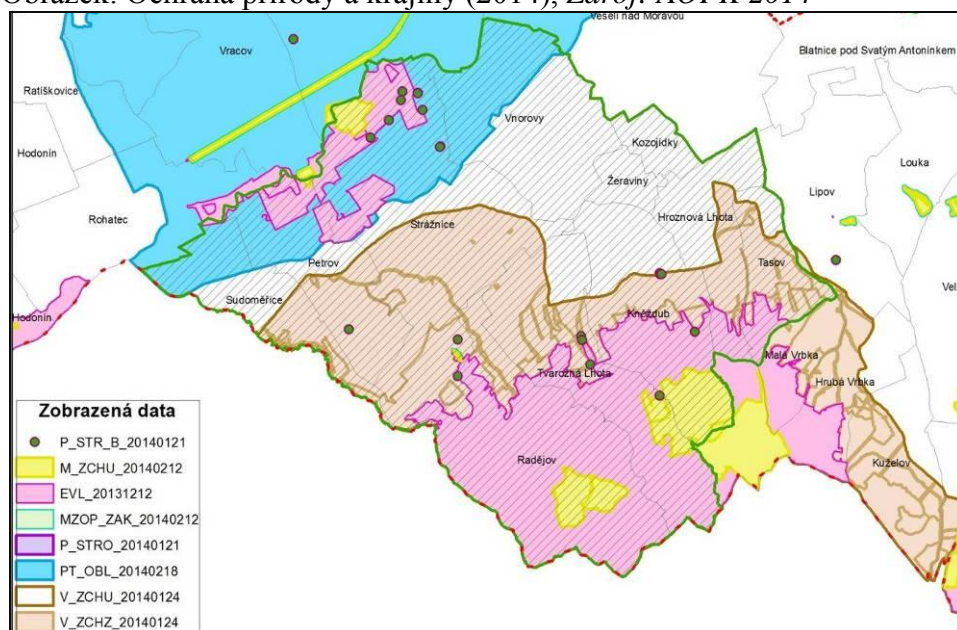 Obrázek: Ochrana přírody a krajiny (2014), Zdroj: AOPK 2014
Veselí nad Moravou
Vracov
Blatnice pod Svatým Antonínkem
Ratíškovice
Vnorovy
Hodonín
Kozojídky
Louka
Žeraviny
Lipov
Rohatec
Hroznová Lhota
Strážnice
Petrov
Tasov
Sudoměřice
Vel
Hodonín
Kněždub
Malá Vrbka
Tvarožná Lhota
Hrubá Vrbka
Radějov
Kuželov
Zobrazená data
P_STR_B_20140121
M_ZCHU_20140212
EVL_20131212
MZOP_ZAK_20140212
P_STRO_20140121
PT_OBL_20140218
V_ZCHU_20140124
V_ZCHZ_20140124